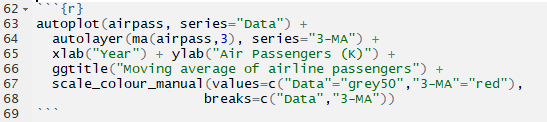 62 ```{r}
63 autoplot(airpass, series="Data") +
64 autolayer(ma(airpass,3), series="3-MA") +
65 xlab("Year") + ylab("Air Passengers (K)") +
66 ggtitle("Moving average of airline passengers") +
67 scale_colour_manual(values=c("Data"="grey50","3-MA"="red"),
68 breaks=c("Data","3-MA"))
69 ```